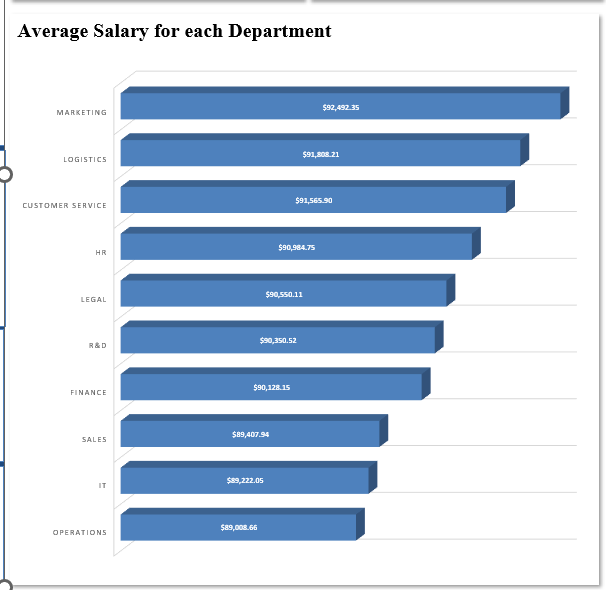 Average Salary for each Department
MARKETING
$92,492.35
LOGISTICS
$91,808.21
CUSTOMER SERVICE
$91,565.90
HR
$90,984.75
LEGAL
$90,550.11
R&D
$90,350.52
FINANCE
$90,128.15
SALES
$89,407.94
IT
$89,222.05
OPERATIONS
$89,008.66